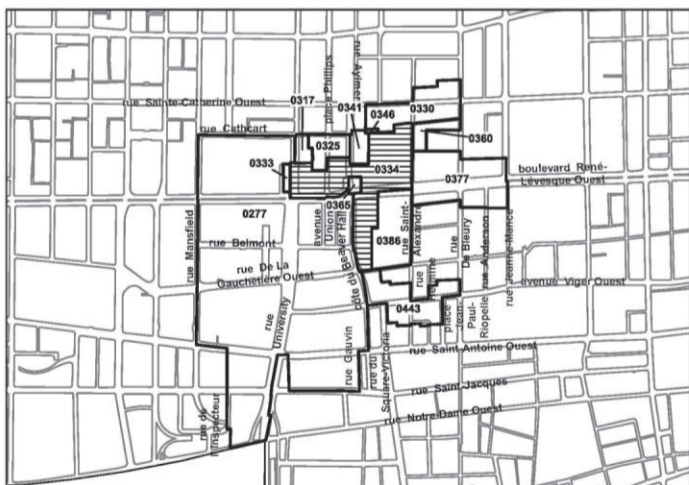 place Phillips
rue Aylmer
0317
0341
0346
0330
rue Sainte-Catherine Ouest
rue Cathcart
0325
0360
0333
0334
boulevard René-
Lévesque Ouest
0377
0365
0277
avenue
Union
côte du Beaver Hall
rue Saint-
Alexandre
0386
rue
De Bleury
rue Anderson
rue Jeanne-Mance
rue Mansfield
rue Belmont
rue De La
Gauchetière Ouest
rue
avenue Viger Ouest
rue
University
0443
place
Jean-
Paul-
Riopelle
rue Gauvin
rue du
Square-Victoria
rue Saint-Antoine Ouest
rue Saint-Jacques
rue Notre-Dame Ouest
rue de
l'Inspecteur